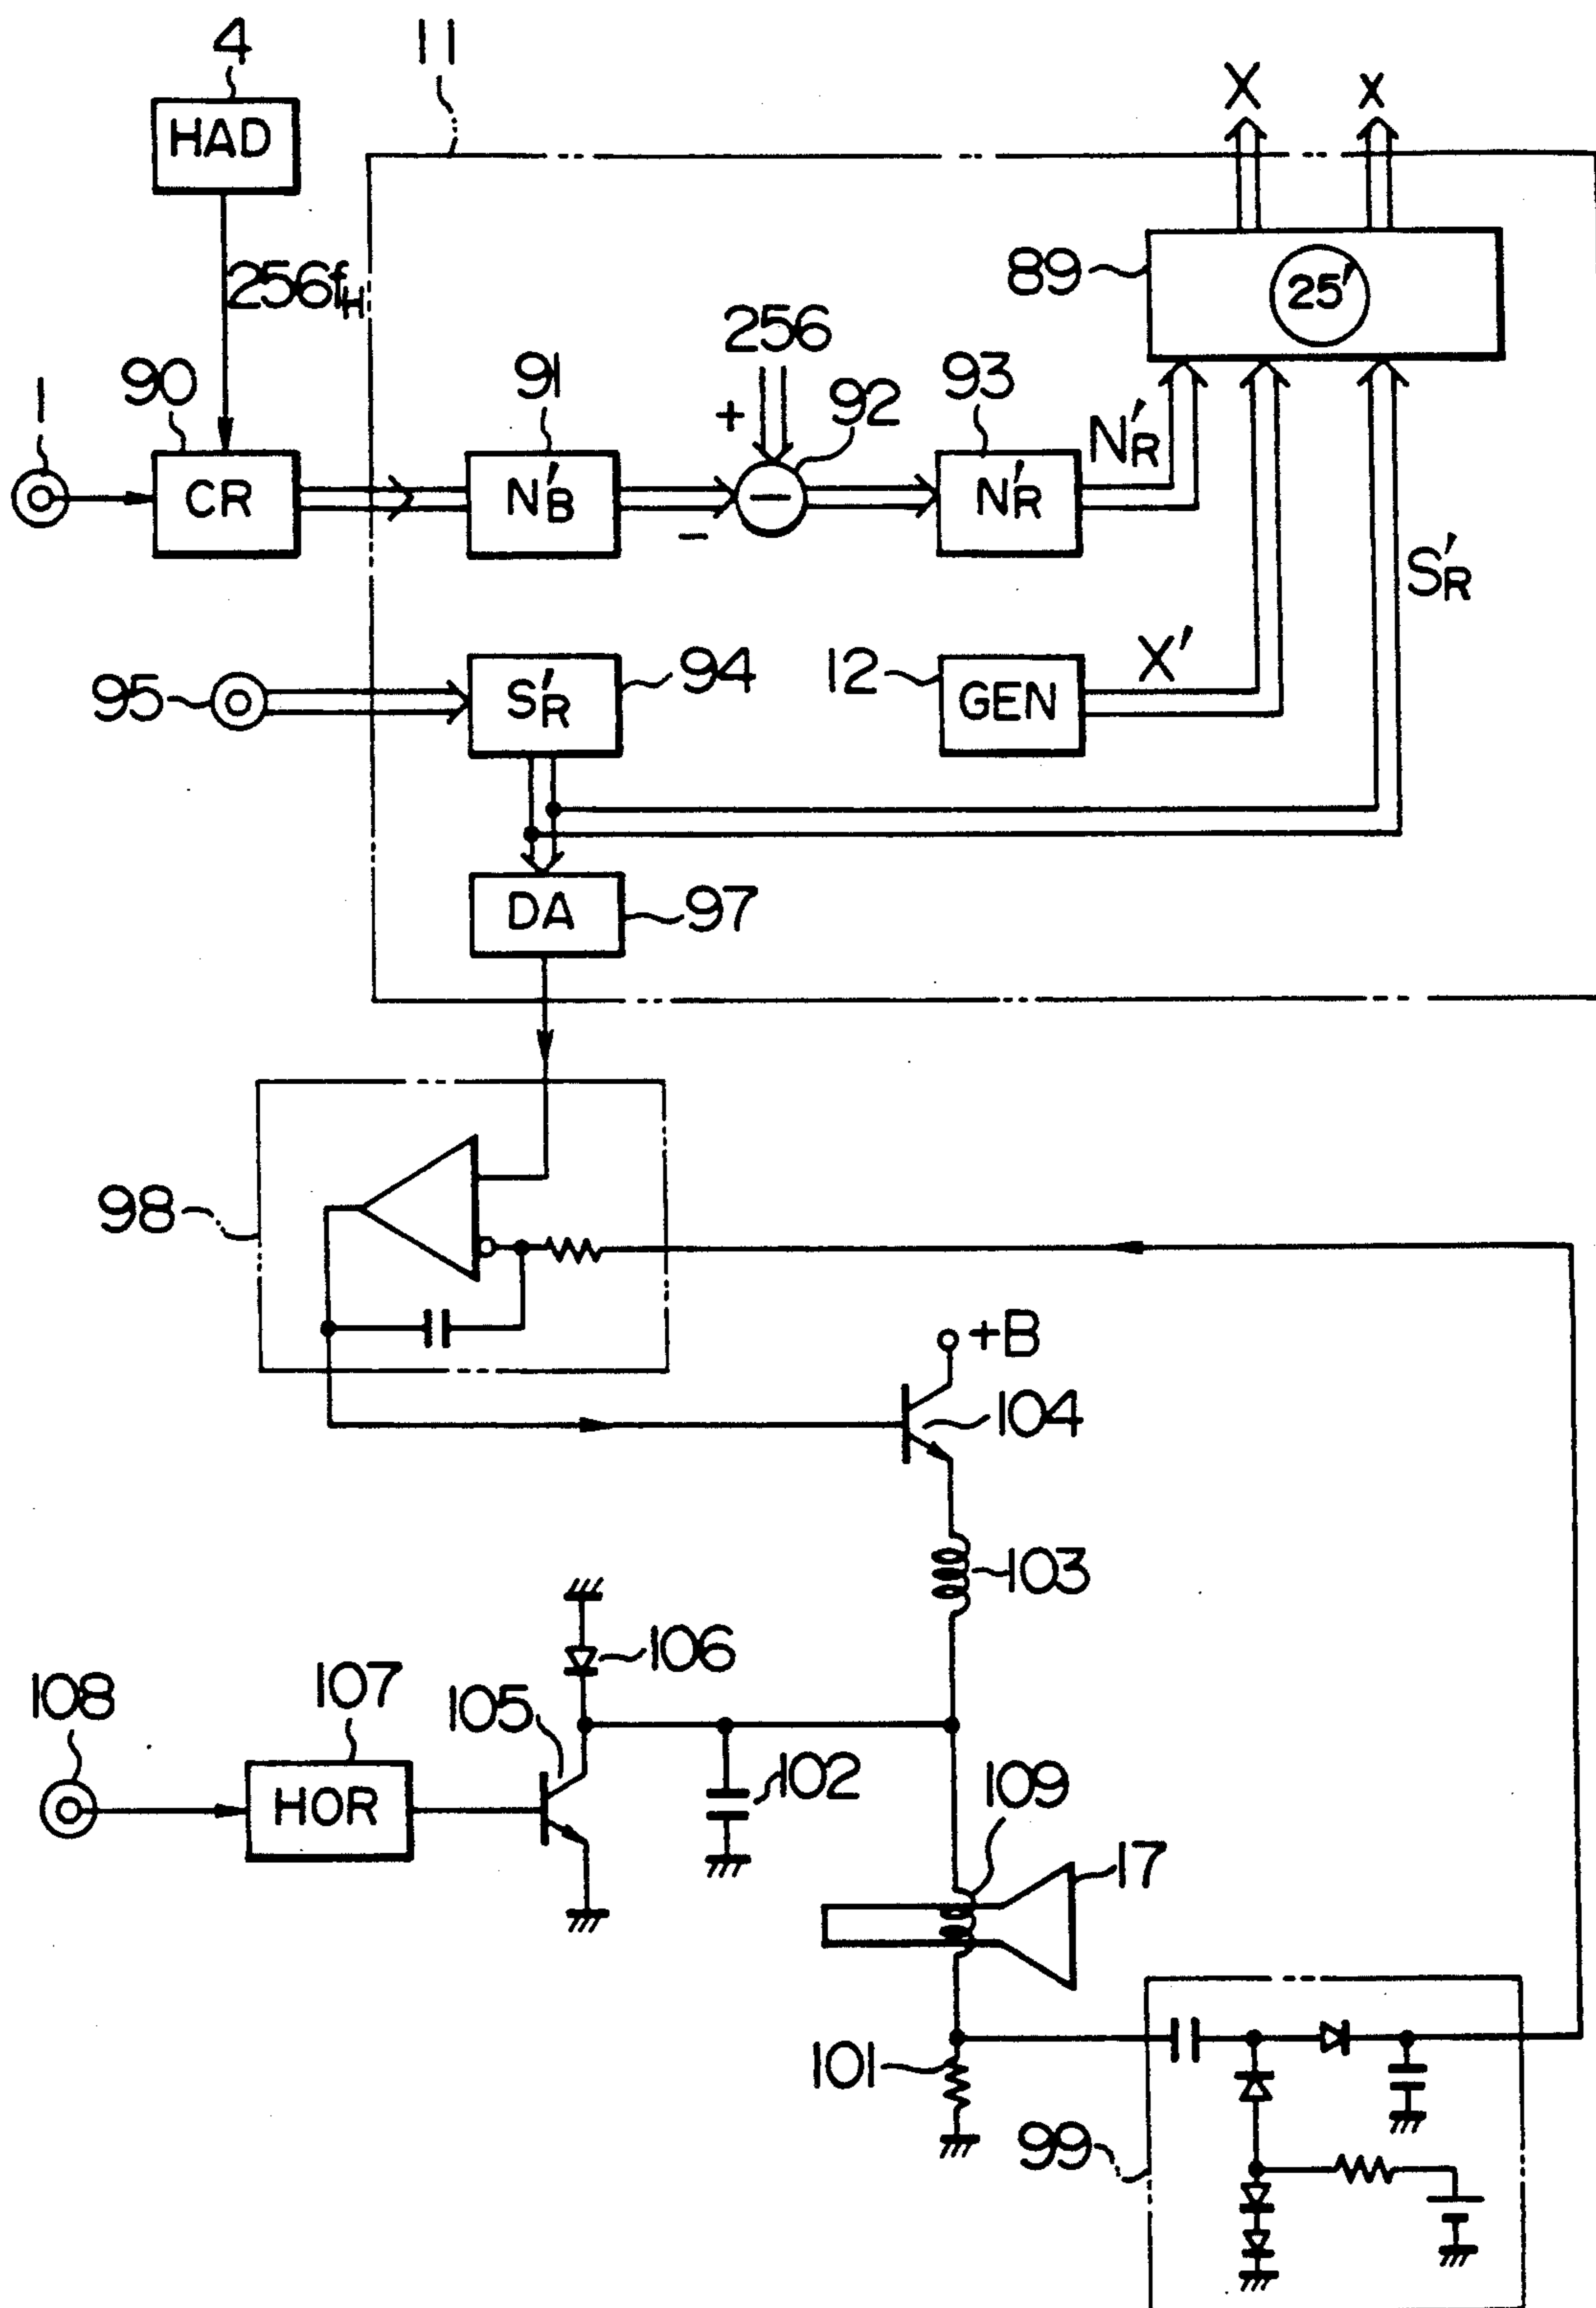 4
11
X
x
HAD
89
25'
256fH
256
1
90
91
+
92
93
N'R
CR
N'B
−
-
N'R
S'R
95
S'R
94
12
GEN
X'
DA
97
98
+B
104
103
106
108
107
105
102
109
17
HOR
101
99